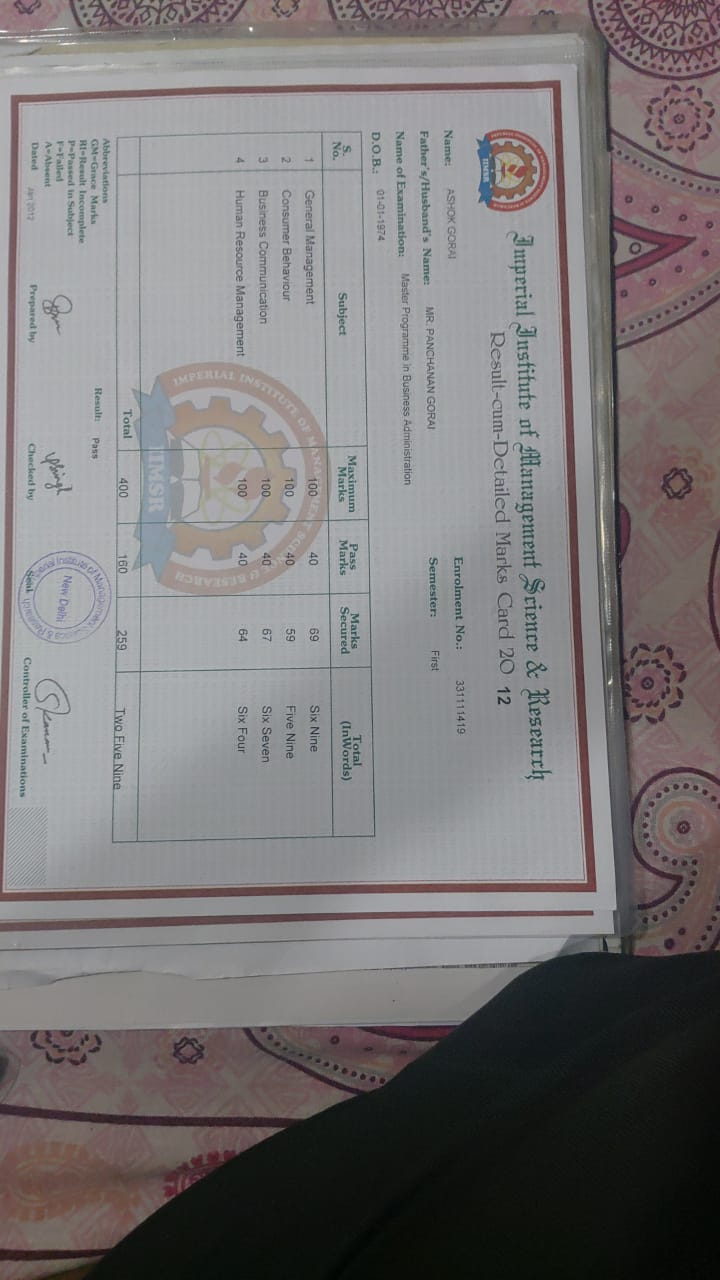 Imperial Institute of Management Science & Research
Result-cum-Detailed Marks Card 20 12
IIMSR
Name: ASHOK GORAI Enrolment No.: 331111419
Father's/Husband's Name: MR. PANCHANAN GORAI Semester: First
Name of Examination: Master Programme in Business Administration
D.O.B.: 01-01-1974
S. No. Subject Maximum Marks Pass Marks Marks Secured Total (InWords)
1 General Management 100 40 69 Six Nine
2 Consumer Behaviour 100 40 59 Five Nine
3 Business Communication 100 40 67 Six Seven
4 Human Resource Management 100 40 64 Six Four
IMPERIAL INSTITUTE OF MANAGEMENT SCIENCE & RESEARCH
IIMSR
Total 400 160 259 Two Five Nine
Abbreviations
GM=Grace Marks Result: Pass
RI=Result Incomplete
P=Passed in Subject
F=Failed
A=Absent
New Delhi
Dated Jan 2012 Prepared by Checked by Seal Controller of Examinations